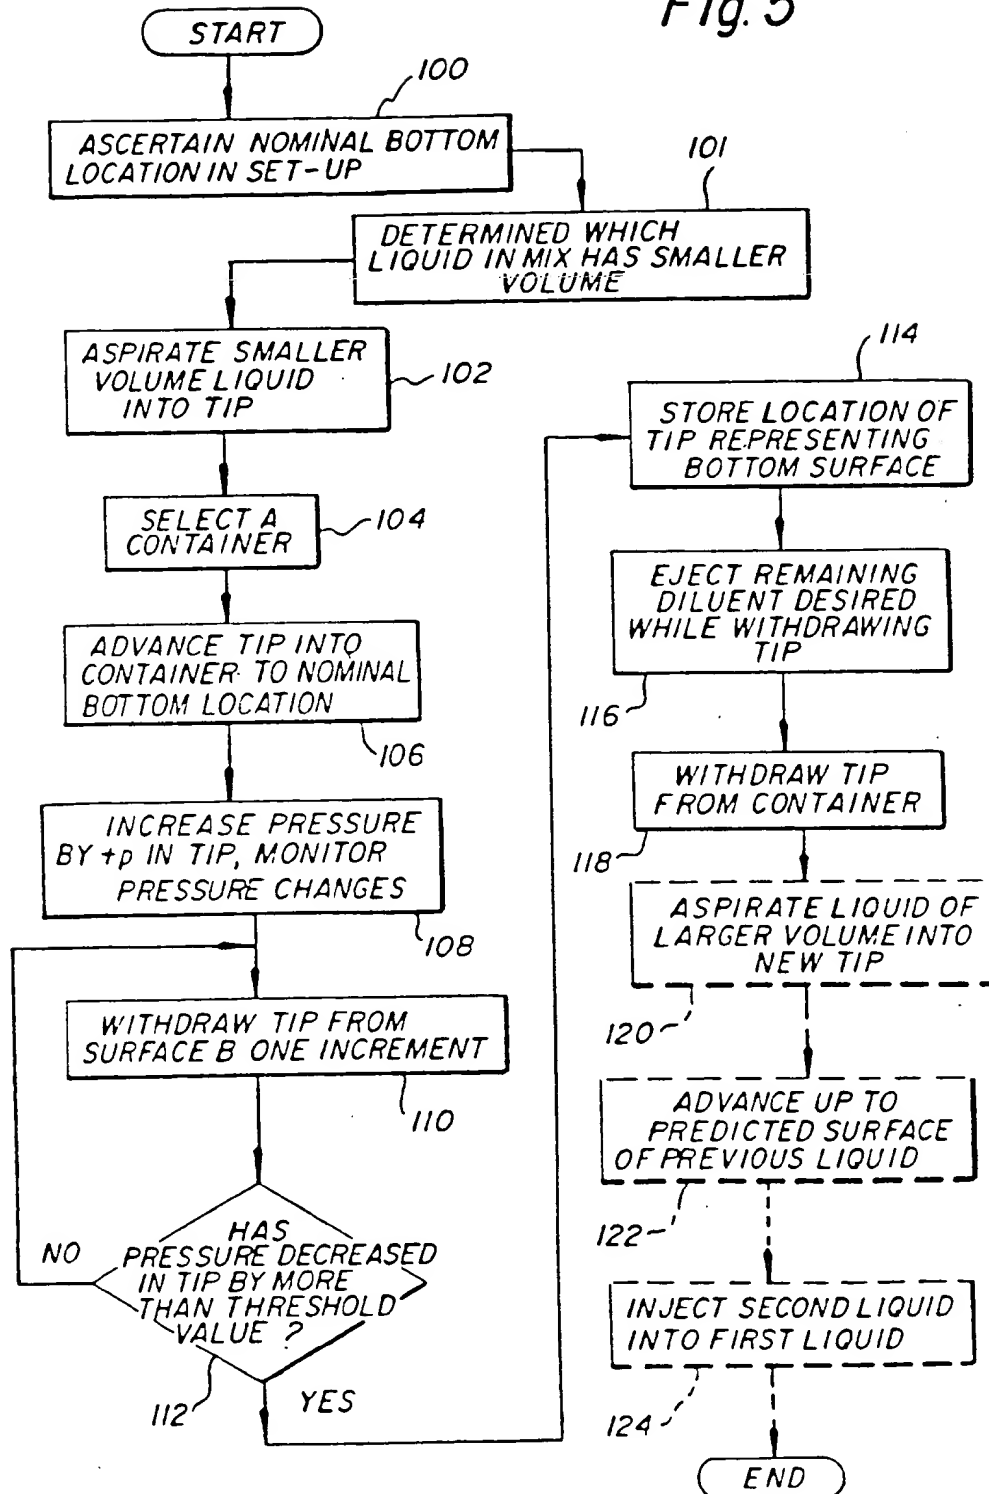 Fig. 5
START
100
ASCERTAIN NOMINAL BOTTOM
LOCATION IN SET-UP
101
DETERMINED WHICH
LIQUID IN MIX HAS SMALLER
VOLUME
ASPIRATE SMALLER
VOLUME LIQUID
INTO TIP
102
SELECT A
CONTAINER
104
ADVANCE TIP INTO
CONTAINER TO NOMINAL
BOTTOM LOCATION
106
INCREASE PRESSURE
BY +p IN TIP, MONITOR
PRESSURE CHANGES
108
WITHDRAW TIP FROM
SURFACE B ONE INCREMENT
110
HAS
PRESSURE DECREASED
IN TIP BY MORE
THAN THRESHOLD
VALUE ?
NO
112
YES
114
STORE LOCATION OF
TIP REPRESENTING
BOTTOM SURFACE
EJECT REMAINING
DILUENT DESIRED
WHILE WITHDRAWING
TIP
116
WITHDRAW TIP
FROM CONTAINER
118
ASPIRATE LIQUID OF
LARGER VOLUME INTO
NEW TIP
120
ADVANCE UP TO
PREDICTED SURFACE
OF PREVIOUS LIQUID
122
INJECT SECOND LIQUID
INTO FIRST LIQUID
124
END